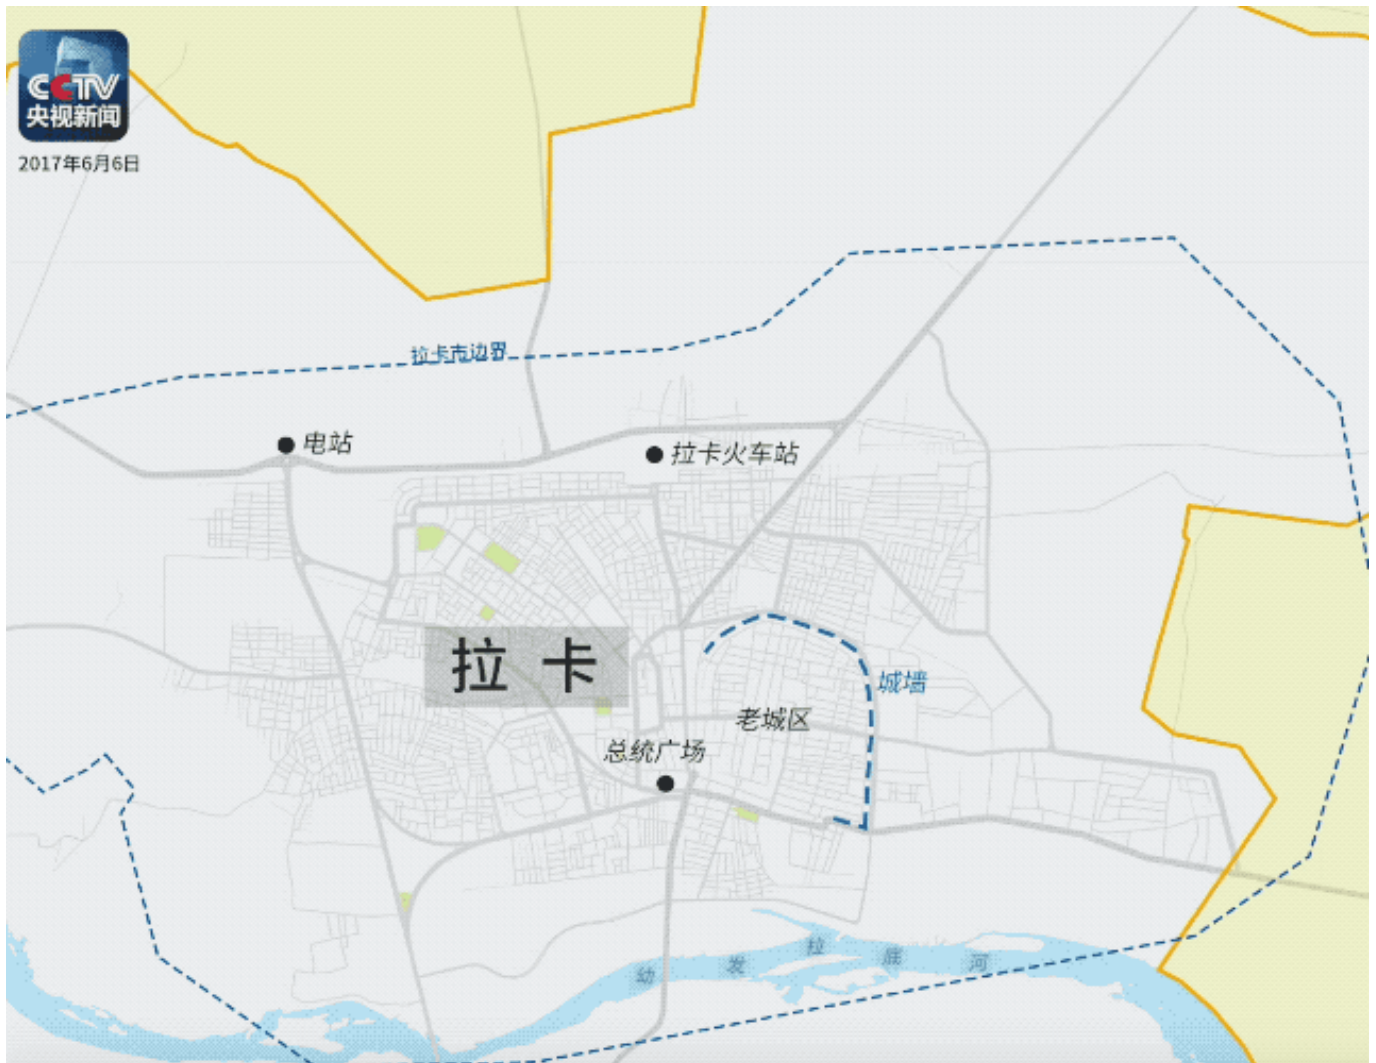 CCTV
央视新闻
2017年6月6日
拉卡市边界
电站
拉卡火车站
拉卡
城墙
老城区
总统广场
幼发拉底河